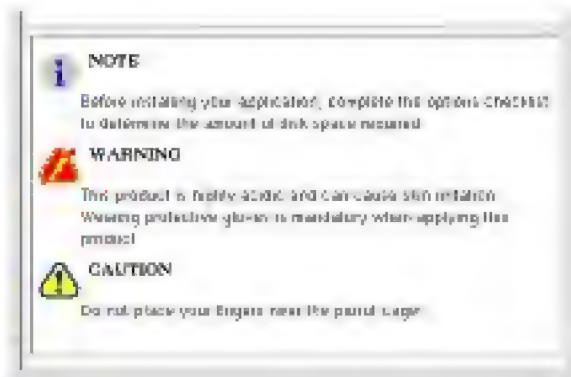 NOTE
Before installing your application, complete the options checklist
to determine the amount of disk space required
WARNING
This product is highly acidic and can cause skin irritation
Wearing protective gloves is mandatory when applying this
product
CAUTION
Do not place your fingers near the